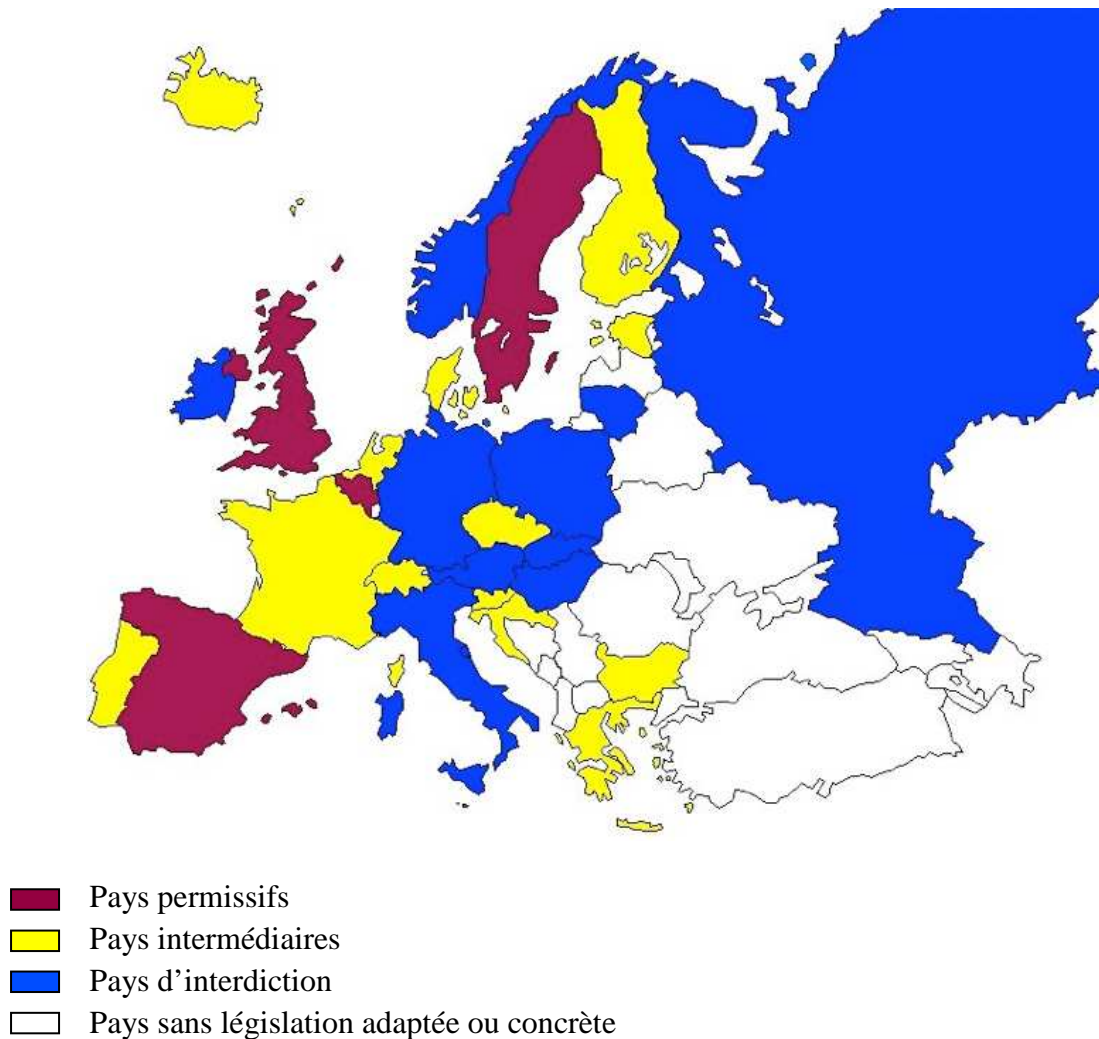 Pays permissifs
Pays intermédiaires
Pays d’interdiction
Pays sans législation adaptée ou concrète